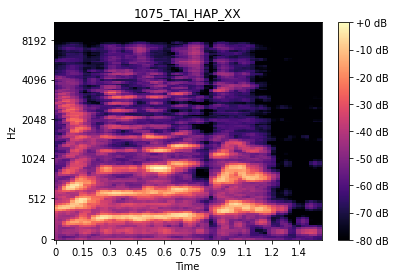 1075_TAI_HAP_XX
Hz
8192
4096
2048
1024
512
0
0 0.15 0.3 0.45 0.6 0.75 0.9 1.1 1.2 1.4
Time
+0 dB
-10 dB
-20 dB
-30 dB
-40 dB
-50 dB
-60 dB
-70 dB
-80 dB